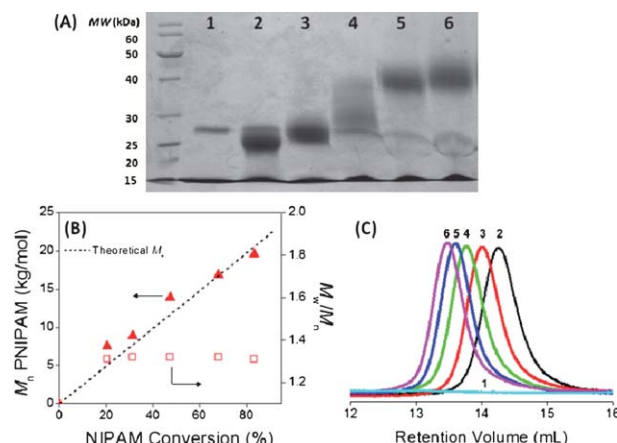 (A) MW (kDa) 1 2 3 4 5 6
60
50
40
30
25
20
15
(B) (C)
25 2.0
Theoretical Mn
20
1.8
15
1.6
10
1.4
5
1.2
0
0 20 40 60 80
Mn PNIPAM (kg/mol)
Mw/Mn
NIPAM Conversion (%)
6 5 4 3 2
1
12 13 14 15 16
Retention Volume (mL)